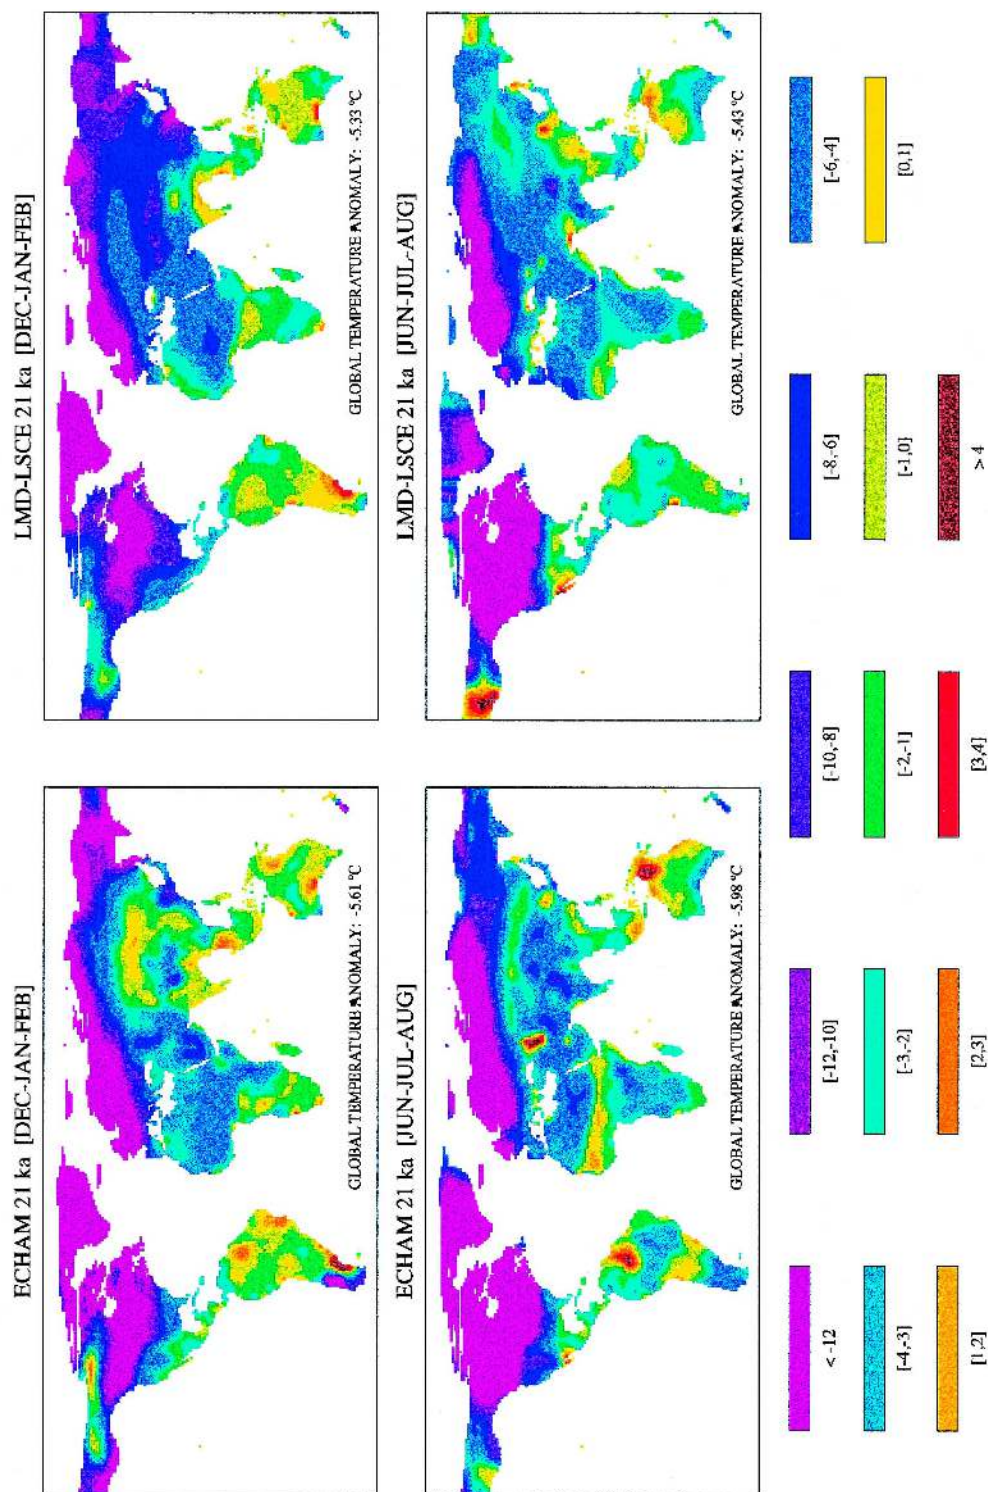 ECHAM 21 ka [DEC-JAN-FEB]
GLOBAL TEMPERATURE ANOMALY: -5.61 °C
LMD-LSCE 21 ka [DEC-JAN-FEB]
GLOBAL TEMPERATURE ANOMALY: -5.33 °C
ECHAM 21 ka [JUN-JUL-AUG]
GLOBAL TEMPERATURE ANOMALY: -5.98 °C
LMD-LSCE 21 ka [JUN-JUL-AUG]
GLOBAL TEMPERATURE ANOMALY: -5.43 °C
< -12
[-12,-10]
[-10,-8]
[-8,-6]
[-6,-4]
[-4,-3]
[-3,-2]
[-2,-1]
[-1,0]
[0,1]
[1,2]
[2,3]
[3,4]
> 4